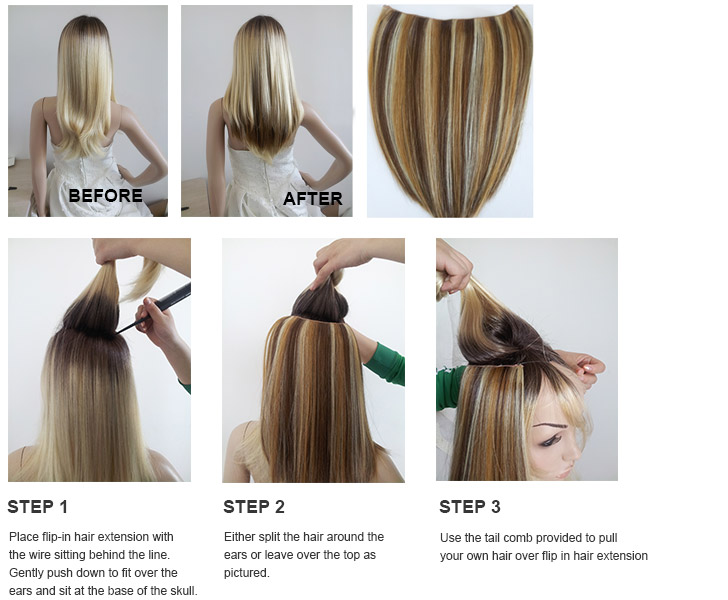 BEFORE
AFTER
STEP 1
Place flip-in hair extension with
the wire sitting behind the line.
Gently push down to fit over the
ears and sit at the base of the skull.
STEP 2
Either split the hair around the
ears or leave over the top as
pictured.
STEP 3
Use the tail comb provided to pull
your own hair over flip in hair extension